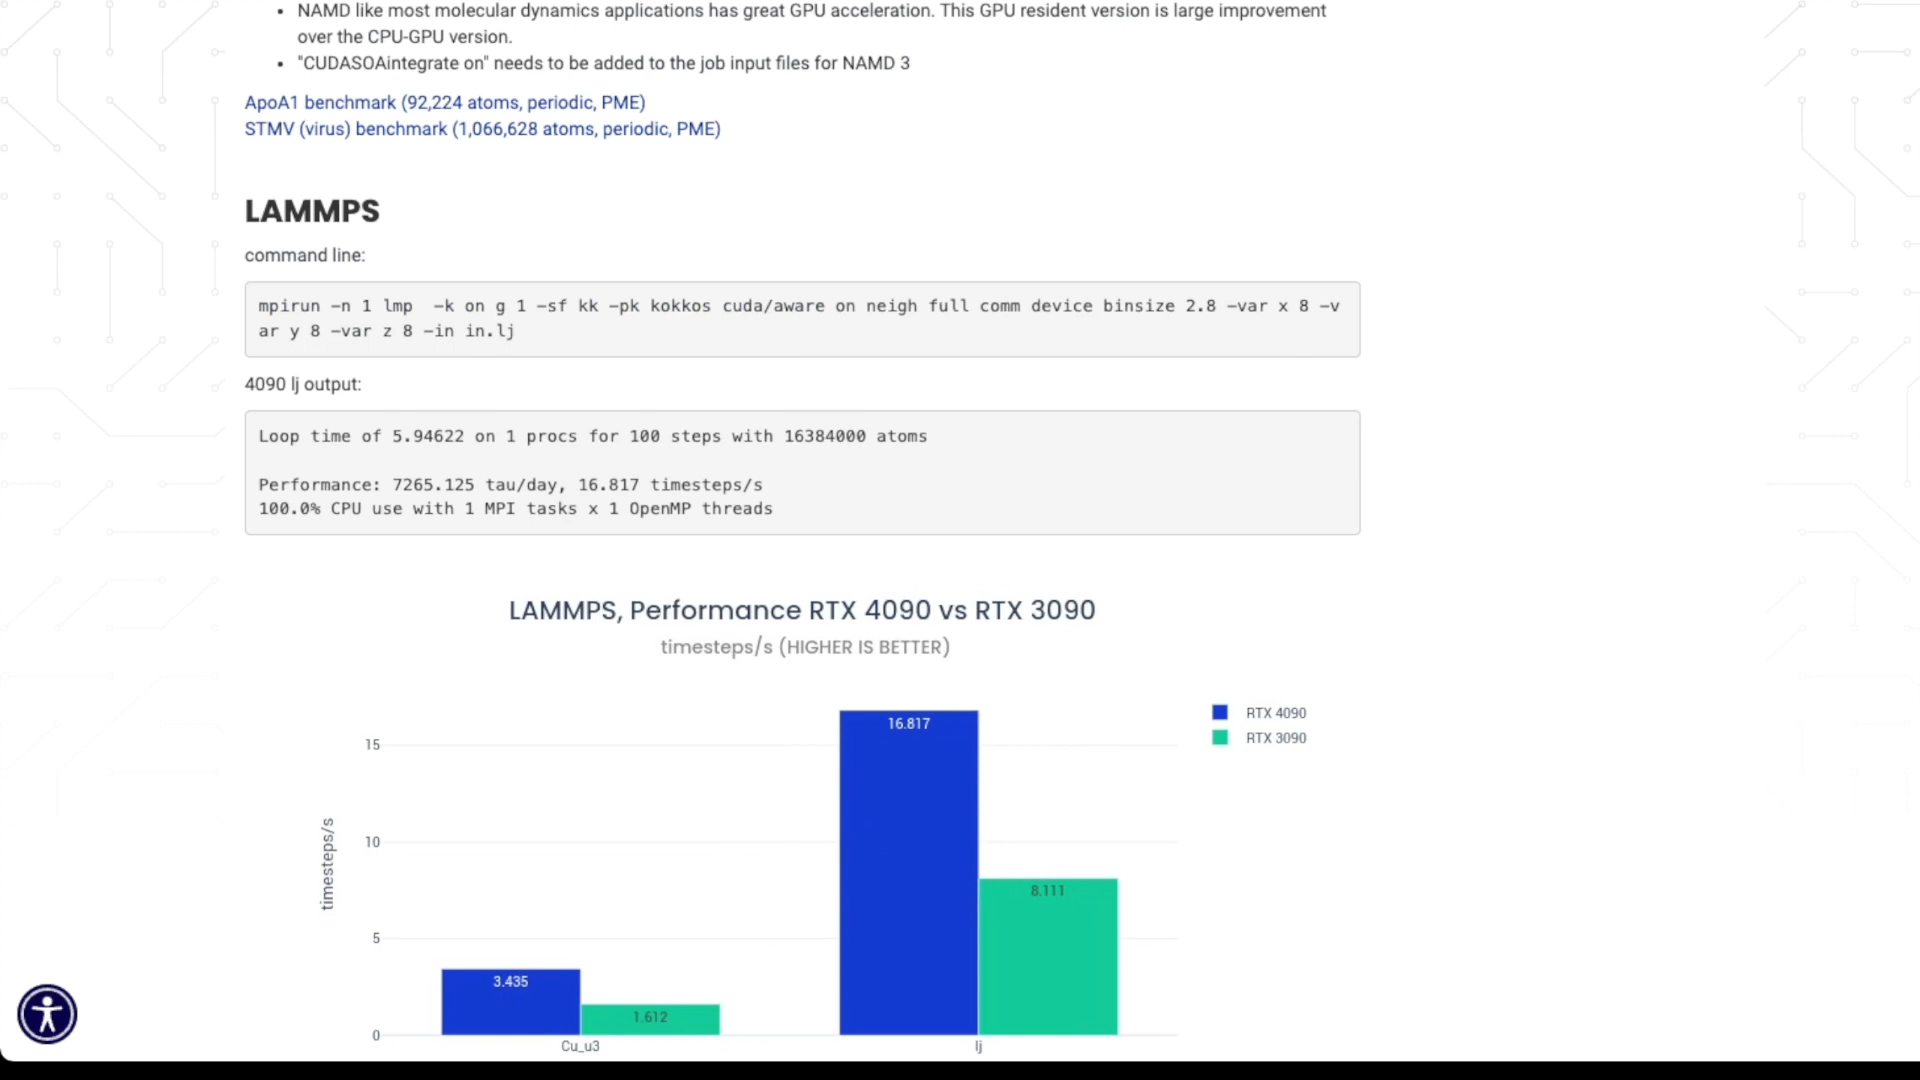 • NAMD like most molecular dynamics applications has great GPU acceleration. This GPU resident version is large improvement
over the CPU-GPU version.
• "CUDASOAintegrate on" needs to be added to the job input files for NAMD 3
ApoA1 benchmark (92,224 atoms, periodic, PME)
STMV (virus) benchmark (1,066,628 atoms, periodic, PME)
LAMMPS
command line:
mpirun -n 1 lmp  -k on g 1 -sf kk -pk kokkos cuda/aware on neigh full comm device binsize 2.8 -var x 8 -v
ar y 8 -var z 8 -in in.lj
4090 lj output:
Loop time of 5.94622 on 1 procs for 100 steps with 16384000 atoms
Performance: 7265.125 tau/day, 16.817 timesteps/s
100.0% CPU use with 1 MPI tasks x 1 OpenMP threads
LAMMPS, Performance RTX 4090 vs RTX 3090
timesteps/s (HIGHER IS BETTER)
RTX 4090
RTX 3090
timesteps/s
15
10
5
0
16.817
8.111
3.435
1.612
Cu_u3
lj